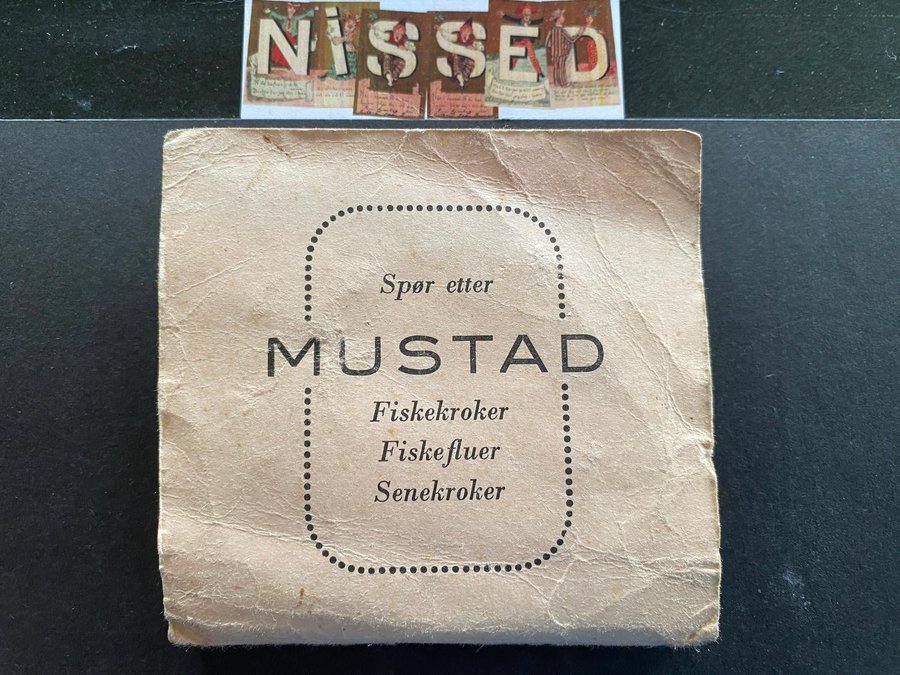 NiSSED
Spør etter
MUSTAD
Fiskekroker
Fiskefluer
Senekroker